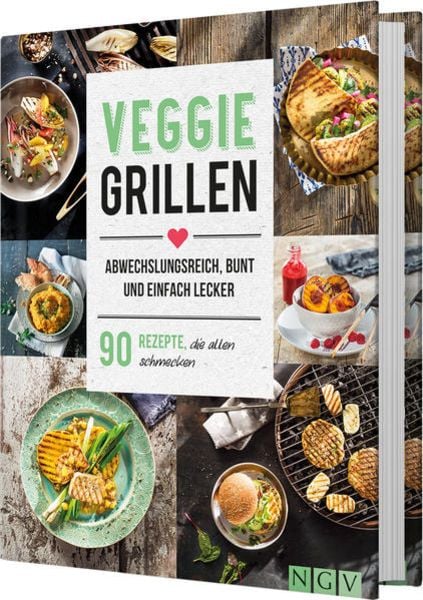 VEGGIE
GRILLEN
ABWECHSLUNGSREICH, BUNT
UND EINFACH LECKER
90 REZEPTE, die allen
schmecken
NGV